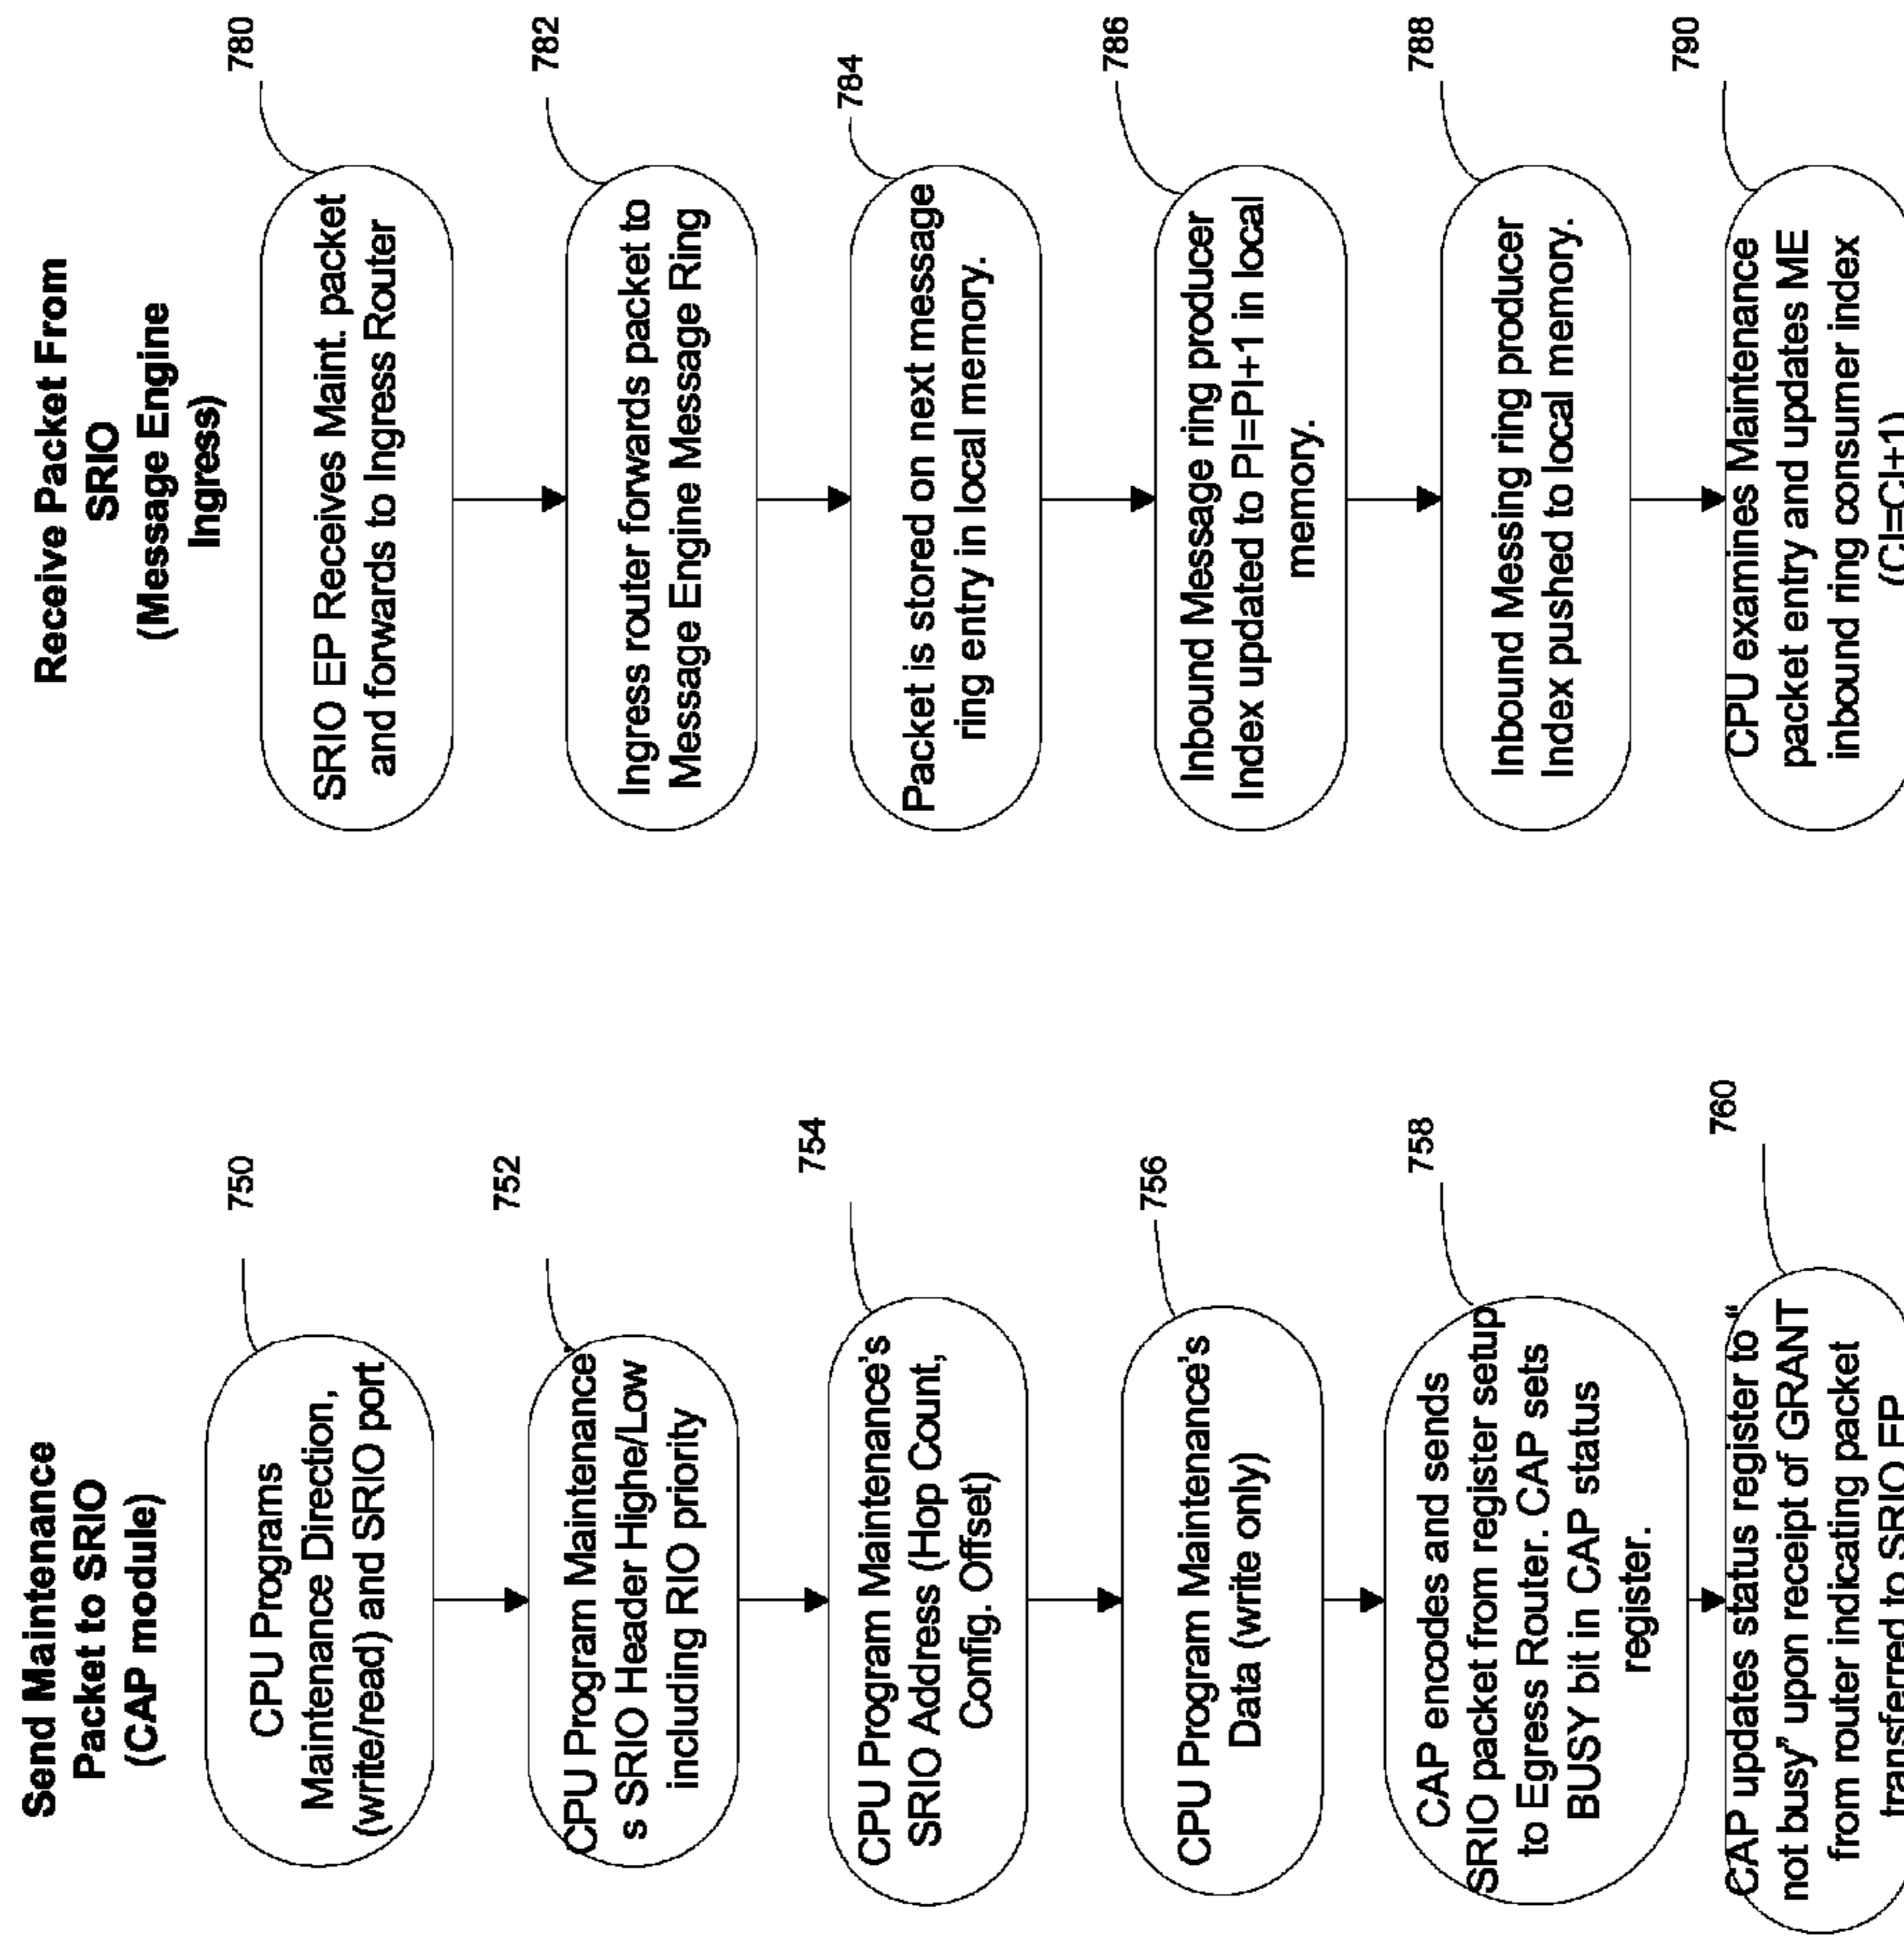 Send Maintenance
Packet to SRIO
(CAP module)
750
CPU Programs
Maintenance Direction,
(write/read) and SRIO port
752
CPU Program Maintenance
s SRIO Header Highe/Low
including RIO priority
754
CPU Program Maintenance's
SRIO Address (Hop Count,
Config. Offset)
756
CPU Program Maintenance's
Data (write only)
758
CAP encodes and sends
SRIO packet from register setup
to Egress Router. CAP sets
BUSY bit in CAP status
register.
760
CAP updates status register to "
not busy" upon receipt of GRANT
from router indicating packet
transferred to SRIO EP
Receive Packet From
SRIO
(Message Engine
Ingress)
780
SRIO EP Receives Maint. packet
and forwards to Ingress Router
782
Ingress router forwards packet to
Message Engine Message Ring
784
Packet is stored on next message
ring entry in local memory.
786
Inbound Message ring producer
Index updated to PI=PI+1 in local
memory.
788
Inbound Messing ring producer
Index pushed to local memory.
790
CPU examines Maintenance
packet entry and updates ME
inbound ring consumer index
(CI=CI+1)